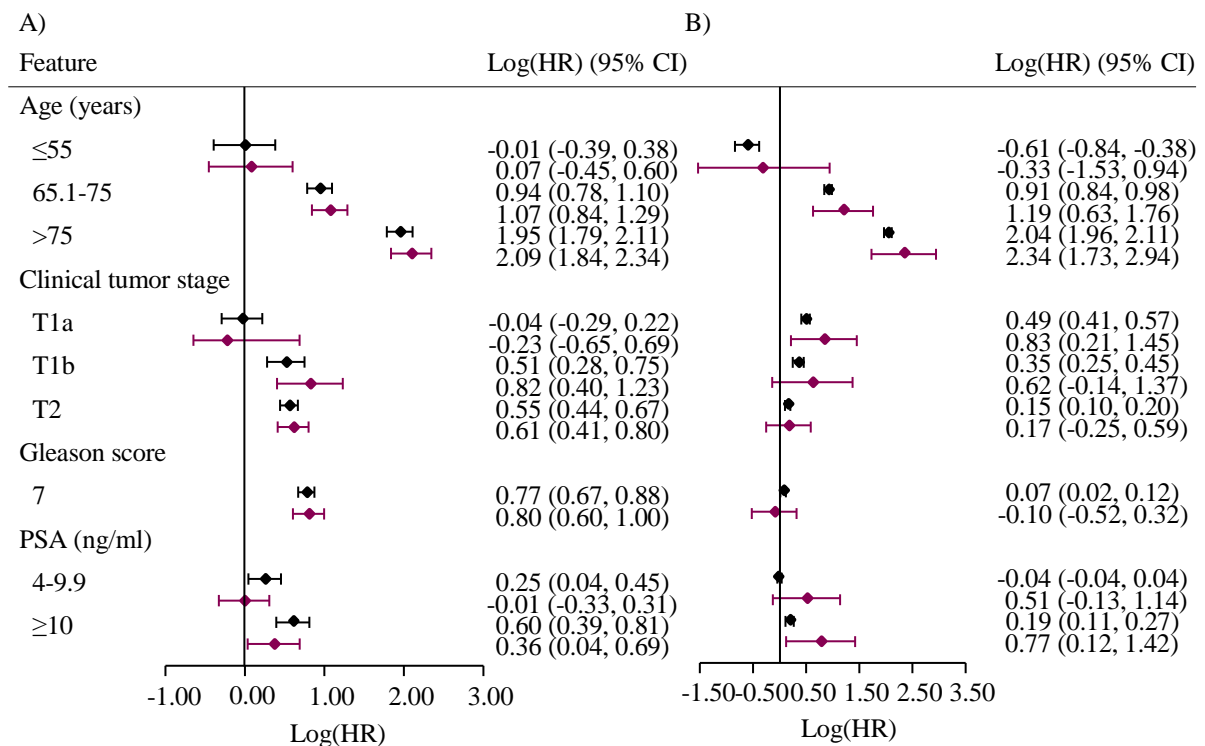 A) B)
Feature Log(HR) (95% CI) Log(HR) (95% CI)
Age (years)
≤55 -0.01 (-0.39, 0.38) -0.61 (-0.84, -0.38)
0.07 (-0.45, 0.60) -0.33 (-1.53, 0.94)
65.1-75 0.94 (0.78, 1.10) 0.91 (0.84, 0.98)
1.07 (0.84, 1.29) 1.19 (0.63, 1.76)
>75 1.95 (1.79, 2.11) 2.04 (1.96, 2.11)
2.09 (1.84, 2.34) 2.34 (1.73, 2.94)
Clinical tumor stage
T1a -0.04 (-0.29, 0.22) 0.49 (0.41, 0.57)
-0.23 (-0.65, 0.69) 0.83 (0.21, 1.45)
T1b 0.51 (0.28, 0.75) 0.35 (0.25, 0.45)
0.82 (0.40, 1.23) 0.62 (-0.14, 1.37)
T2 0.55 (0.44, 0.67) 0.15 (0.10, 0.20)
0.61 (0.41, 0.80) 0.17 (-0.25, 0.59)
Gleason score
7 0.77 (0.67, 0.88) 0.07 (0.02, 0.12)
0.80 (0.60, 1.00) -0.10 (-0.52, 0.32)
PSA (ng/ml)
4-9.9 0.25 (0.04, 0.45) -0.04 (-0.04, 0.04)
-0.01 (-0.33, 0.31) 0.51 (-0.13, 1.14)
≥10 0.60 (0.39, 0.81) 0.19 (0.11, 0.27)
0.36 (0.04, 0.69) 0.77 (0.12, 1.42)
-1.00 0.00 1.00 2.00 3.00 -1.50 -0.50 0.50 1.50 2.50 3.50
Log(HR) Log(HR)